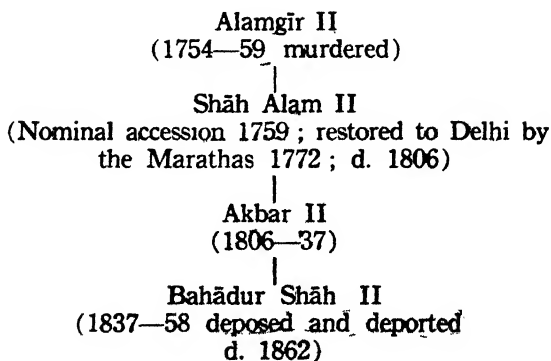 Alamgīr II
(1754—59 murdered)
Shāh Alam II
(Nominal accession 1759 ; restored to Delhi by
the Marathas 1772 ; d. 1806)
Akbar II
(1806—37)
Bahādur Shāh II
(1837—58 deposed and deported
d. 1862)